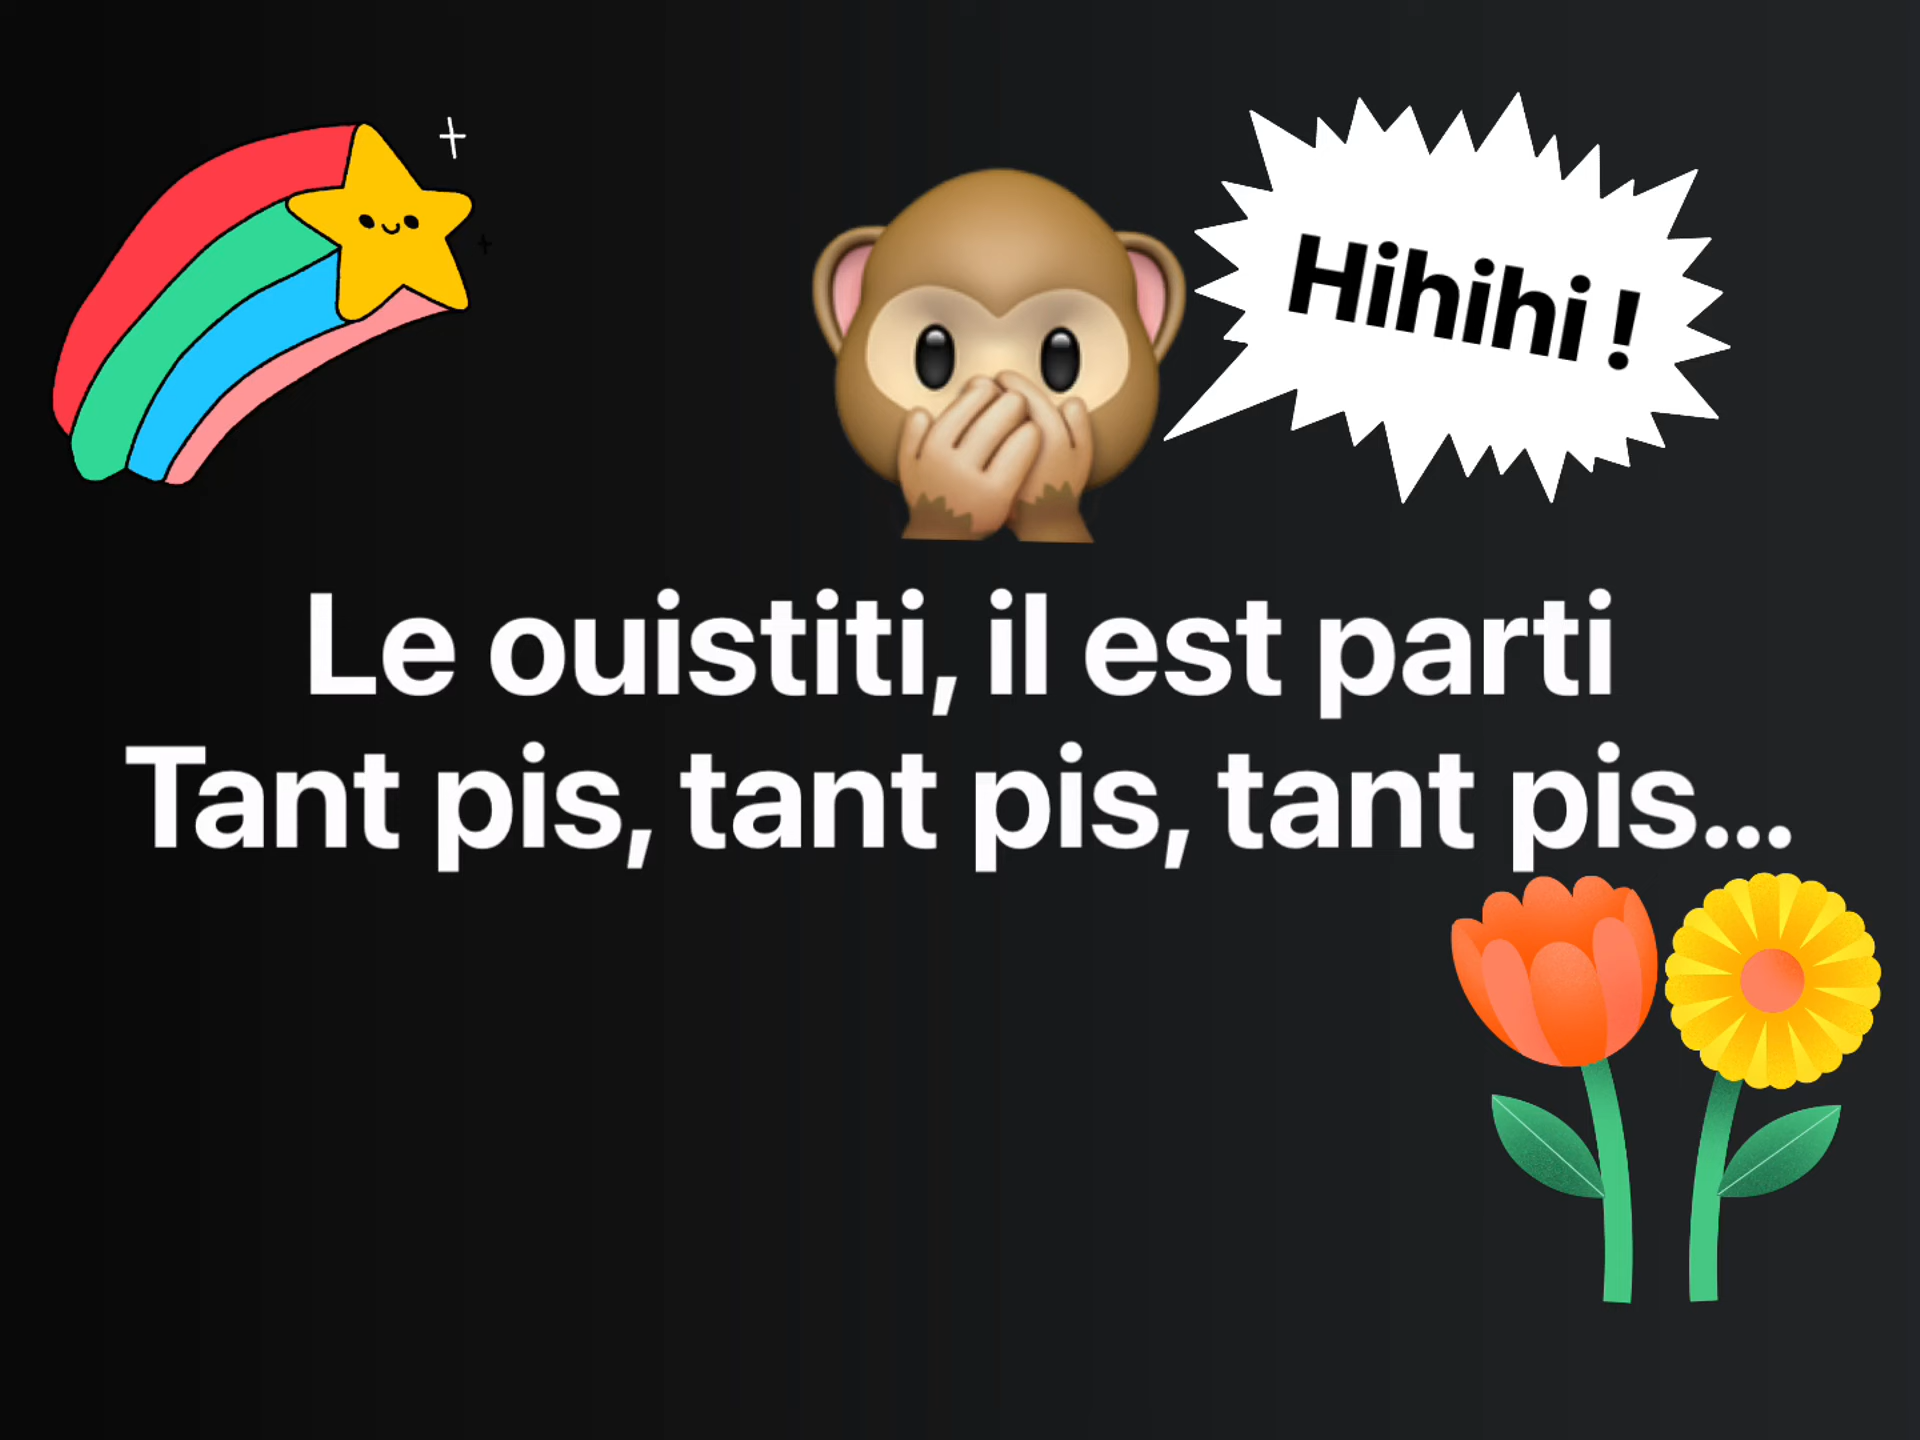 Hihihi !
Le ouistiti, il est parti
Tant pis, tant pis, tant pis...